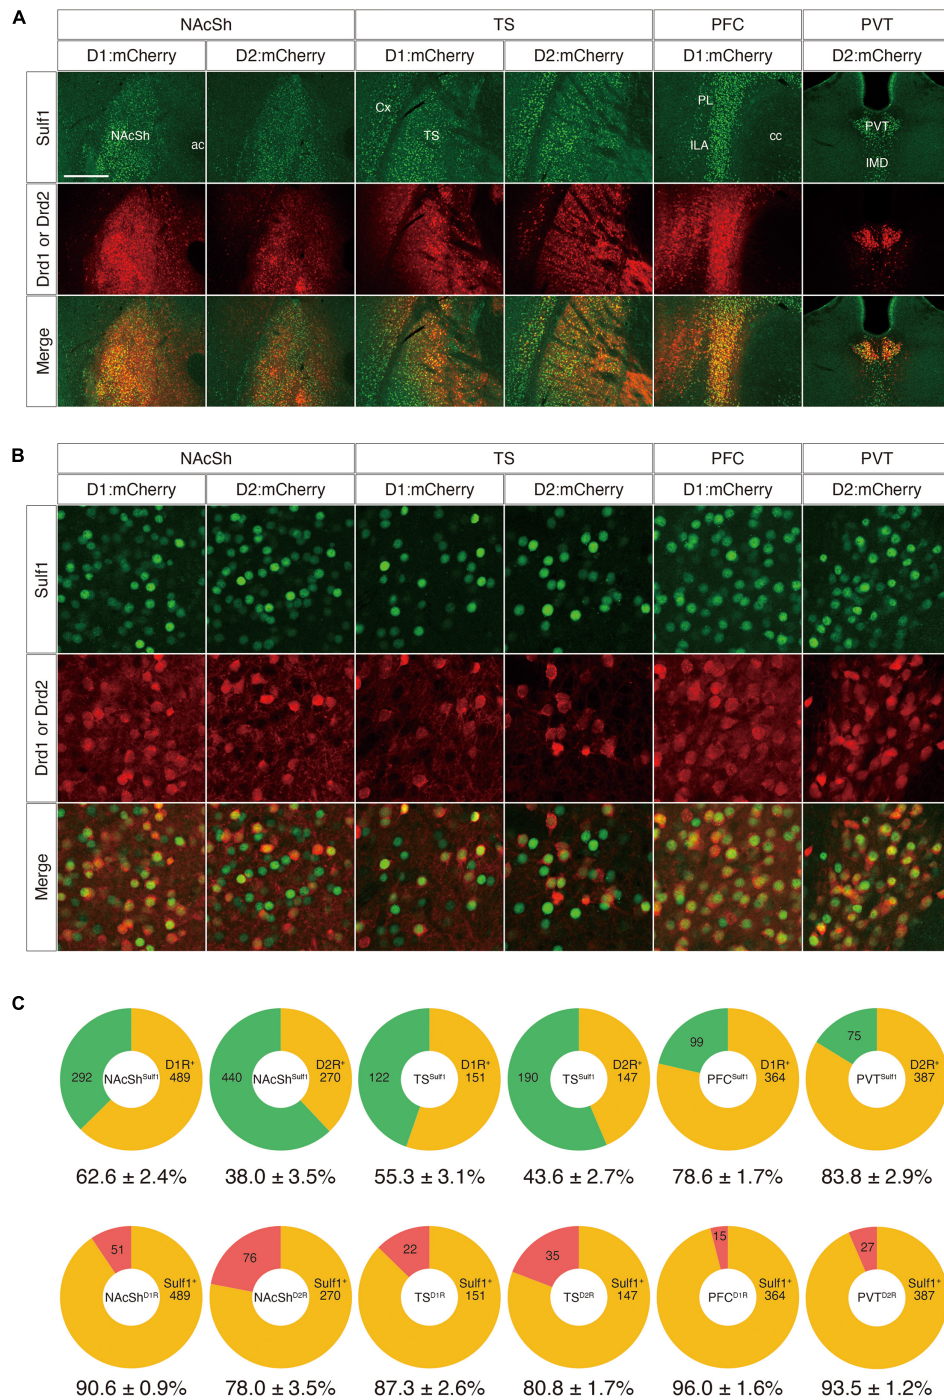 A
NAcSh TS PFC PVT
D1:mCherry D2:mCherry D1:mCherry D2:mCherry D1:mCherry D2:mCherry
Sulf1
NAcSh ac Cx TS PL ILA cc PVT IMD
Drd1 or Drd2
Merge
B
NAcSh TS PFC PVT
D1:mCherry D2:mCherry D1:mCherry D2:mCherry D1:mCherry D2:mCherry
Sulf1
Drd1 or Drd2
Merge
C
292 NAcSh^Sulf1 D1R+ 489
440 NAcSh^Sulf1 D2R+ 270
122 TS^Sulf1 D1R+ 151
190 TS^Sulf1 D2R+ 147
99 PFC^Sulf1 D1R+ 364
75 PVT^Sulf1 D2R+ 387
62.6 ± 2.4% 38.0 ± 3.5% 55.3 ± 3.1% 43.6 ± 2.7% 78.6 ± 1.7% 83.8 ± 2.9%
51 NAcSh^D1R Sulf1+ 489
76 NAcSh^D2R Sulf1+ 270
22 TS^D1R Sulf1+ 151
35 TS^D2R Sulf1+ 147
15 PFC^D1R Sulf1+ 364
27 PVT^D2R Sulf1+ 387
90.6 ± 0.9% 78.0 ± 3.5% 87.3 ± 2.6% 80.8 ± 1.7% 96.0 ± 1.6% 93.5 ± 1.2%